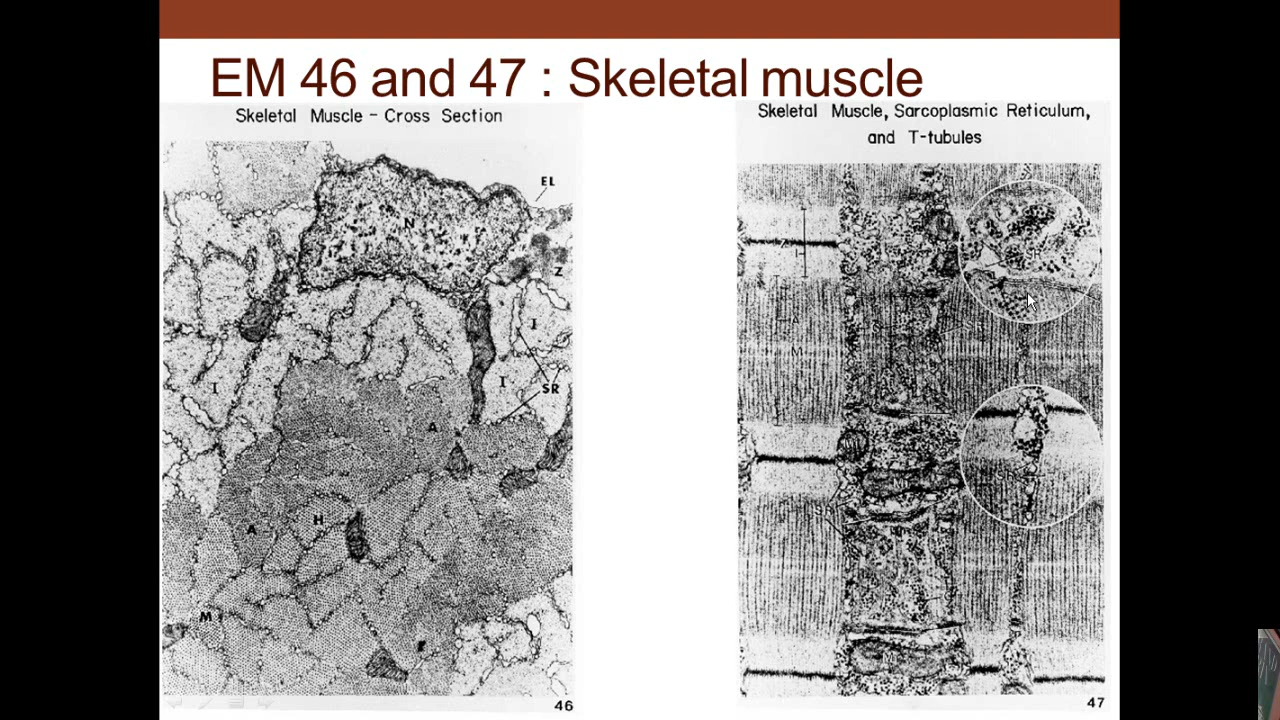 EM 46 and 47 : Skeletal muscle
Skeletal Muscle – Cross Section
EL
N
Z
I
I
I
SR
A
A
H
M
46
Skeletal Muscle, Sarcoplasmic Reticulum,
and T-tubules
Z
I
A
M
SR
47